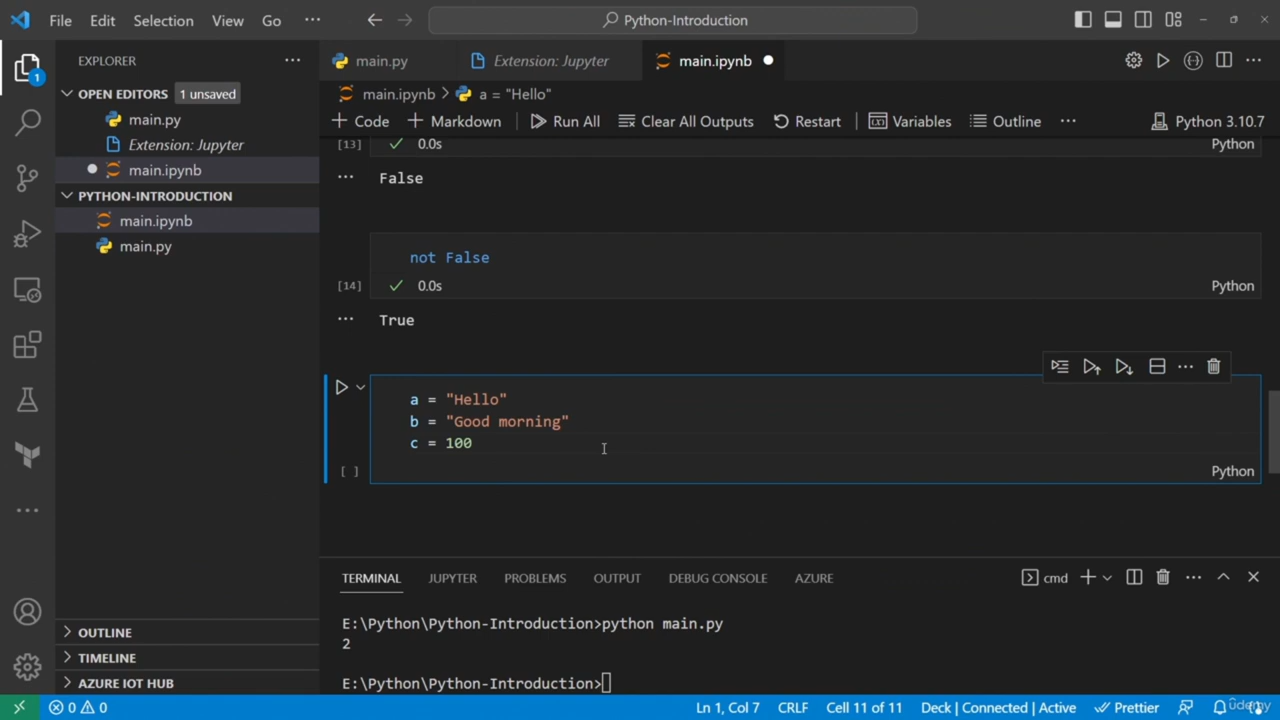 File Edit Selection View Go Python-Introduction
EXPLORER
OPEN EDITORS 1 unsaved
main.py
Extension: Jupyter
main.ipynb
PYTHON-INTRODUCTION
main.ipynb
main.py
OUTLINE
TIMELINE
AZURE IOT HUB
1
main.py Extension: Jupyter main.ipynb
main.ipynb > a = "Hello"
+ Code + Markdown Run All Clear All Outputs Restart Variables Outline ... Python 3.10.7
[13] 0.0s Python
... False
not False
[14] 0.0s Python
... True
a = "Hello"
b = "Good morning"
c = 100
[ ] Python
TERMINAL JUPYTER PROBLEMS OUTPUT DEBUG CONSOLE AZURE cmd
E:\Python\Python-Introduction>python main.py
2
E:\Python\Python-Introduction>
0 0 Ln 1, Col 7 CRLF Cell 11 of 11 Deck | Connected | Active Prettier
udemy